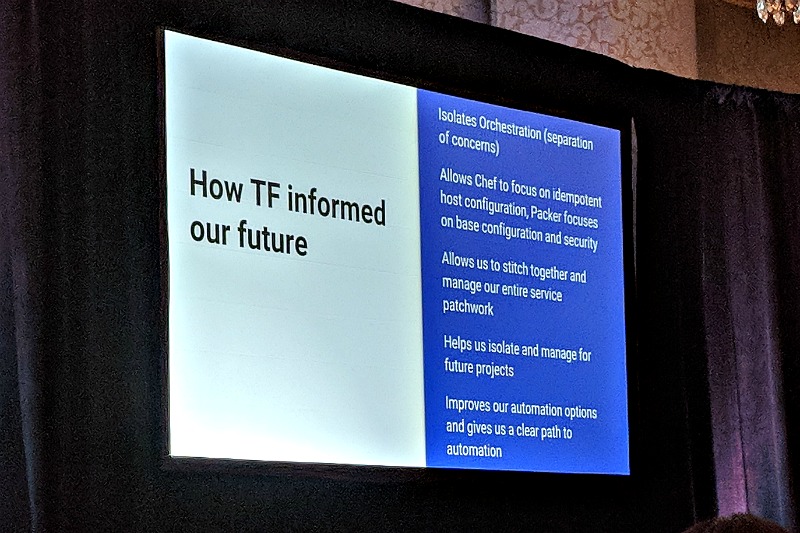 How TF informed
our future
Isolates Orchestration (separation
of concerns)
Allows Chef to focus on idempotent
host configuration, Packer focuses
on base configuration and security
Allows us to stitch together and
manage our entire service
patchwork
Helps us isolate and manage for
future projects
Improves our automation options
and gives us a clear path to
automation